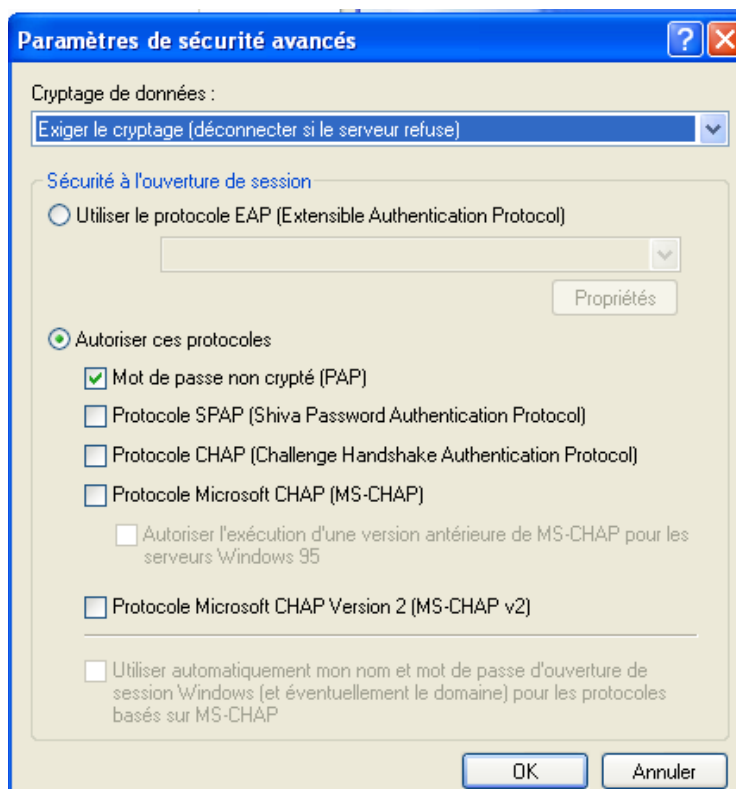 Paramètres de sécurité avancés
Cryptage de données :
Exiger le cryptage (déconnecter si le serveur refuse)
Sécurité à l'ouverture de session
Utiliser le protocole EAP (Extensible Authentication Protocol)
Propriétés
Autoriser ces protocoles
Mot de passe non crypté (PAP)
Protocole SPAP (Shiva Password Authentication Protocol)
Protocole CHAP (Challenge Handshake Authentication Protocol)
Protocole Microsoft CHAP (MS-CHAP)
Autoriser l'exécution d'une version antérieure de MS-CHAP pour les
serveurs Windows 95
Protocole Microsoft CHAP Version 2 (MS-CHAP v2)
Utiliser automatiquement mon nom et mot de passe d'ouverture de
session Windows (et éventuellement le domaine) pour les protocoles
basés sur MS-CHAP
OK Annuler